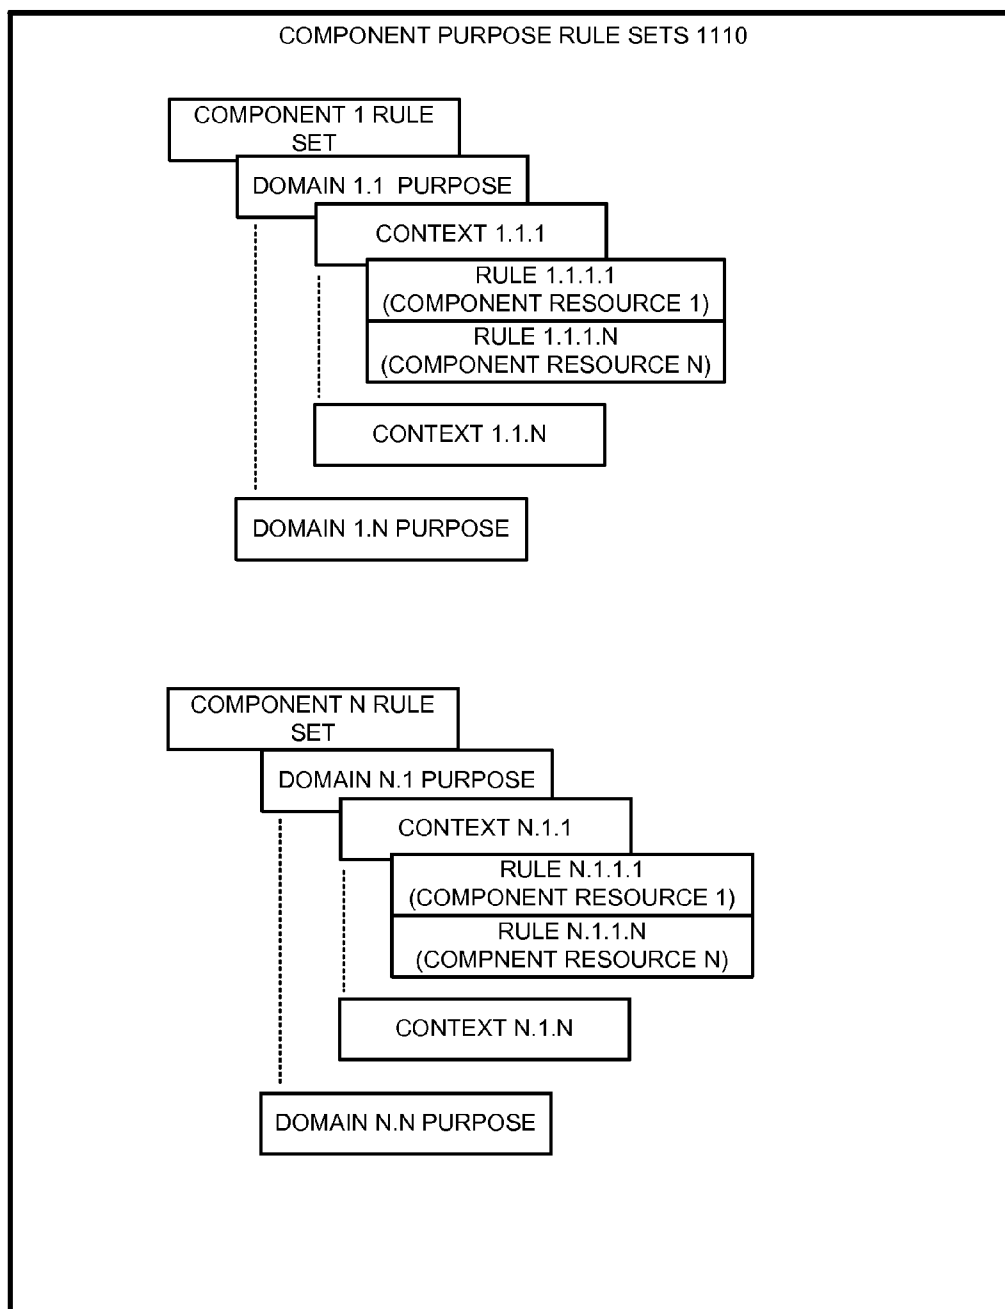 COMPONENT PURPOSE RULE SETS 1110
COMPONENT 1 RULE
SET
DOMAIN 1.1 PURPOSE
CONTEXT 1.1.1
RULE 1.1.1.1
(COMPONENT RESOURCE 1)
RULE 1.1.1.N
(COMPONENT RESOURCE N)
CONTEXT 1.1.N
DOMAIN 1.N PURPOSE
COMPONENT N RULE
SET
DOMAIN N.1 PURPOSE
CONTEXT N.1.1
RULE N.1.1.1
(COMPONENT RESOURCE 1)
RULE N.1.1.N
(COMPNENT RESOURCE N)
CONTEXT N.1.N
DOMAIN N.N PURPOSE